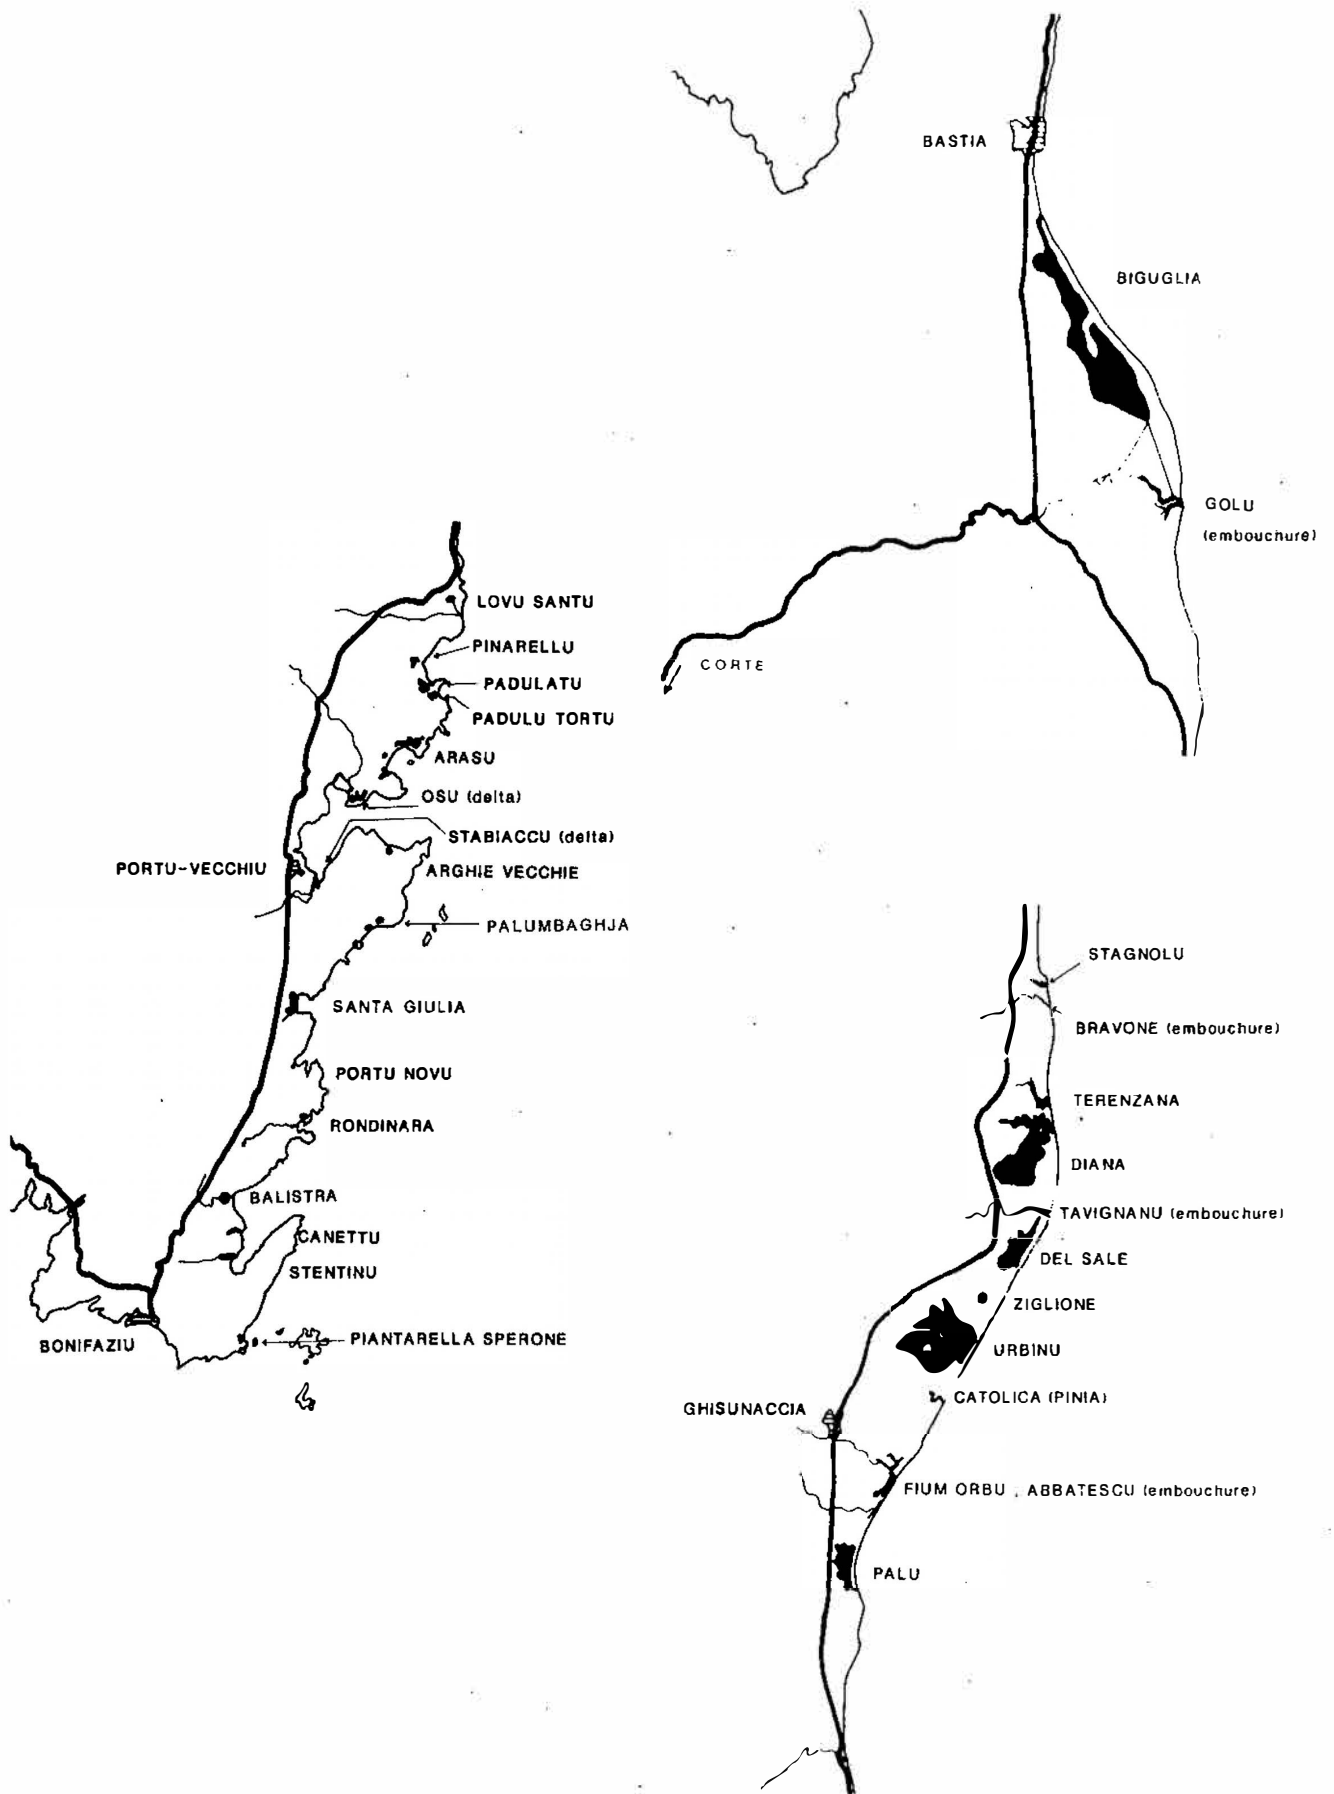 BASTIA
BIGUGLIA
GOLU
(embouchure)
CORTE
LOVU SANTU
PINARELLU
PADULATU
PADULU TORTU
ARASU
OSU (delta)
STABIACCU (delta)
PORTU-VECCHIU
ARGHIE VECCHIE
PALUMBAGHJA
SANTA GIULIA
PORTU NOVU
RONDINARA
BALISTRA
CANETTU
STENTINU
BONIFAZIU
PIANTARELLA SPERONE
STAGNOLU
BRAVONE (embouchure)
TERENZANA
DIANA
TAVIGNANU (embouchure)
DEL SALE
ZIGLIONE
URBINU
CATOLICA (PINIA)
GHISUNACCIA
FIUM ORBU , ABBATESCU (embouchure)
PALU